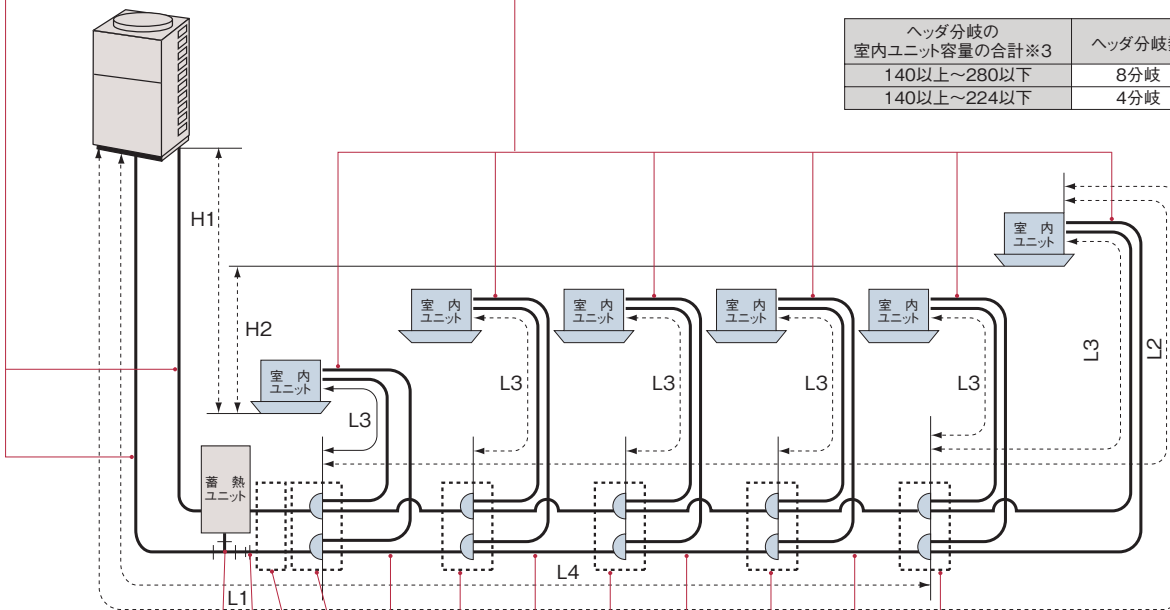 ヘッダ分岐の
室内ユニット容量の合計※3
ヘッダ分岐
140以上～280以下
8分岐
140以上～224以下
4分岐
H1
室 内
ユニット
室 内
ユニット
室 内
ユニット
室 内
ユニット
室 内
ユニット
H2
L3
L2
室 内
ユニット
L3
L3
L3
L3
L3
蓄 熱
ユニット
L4
L1